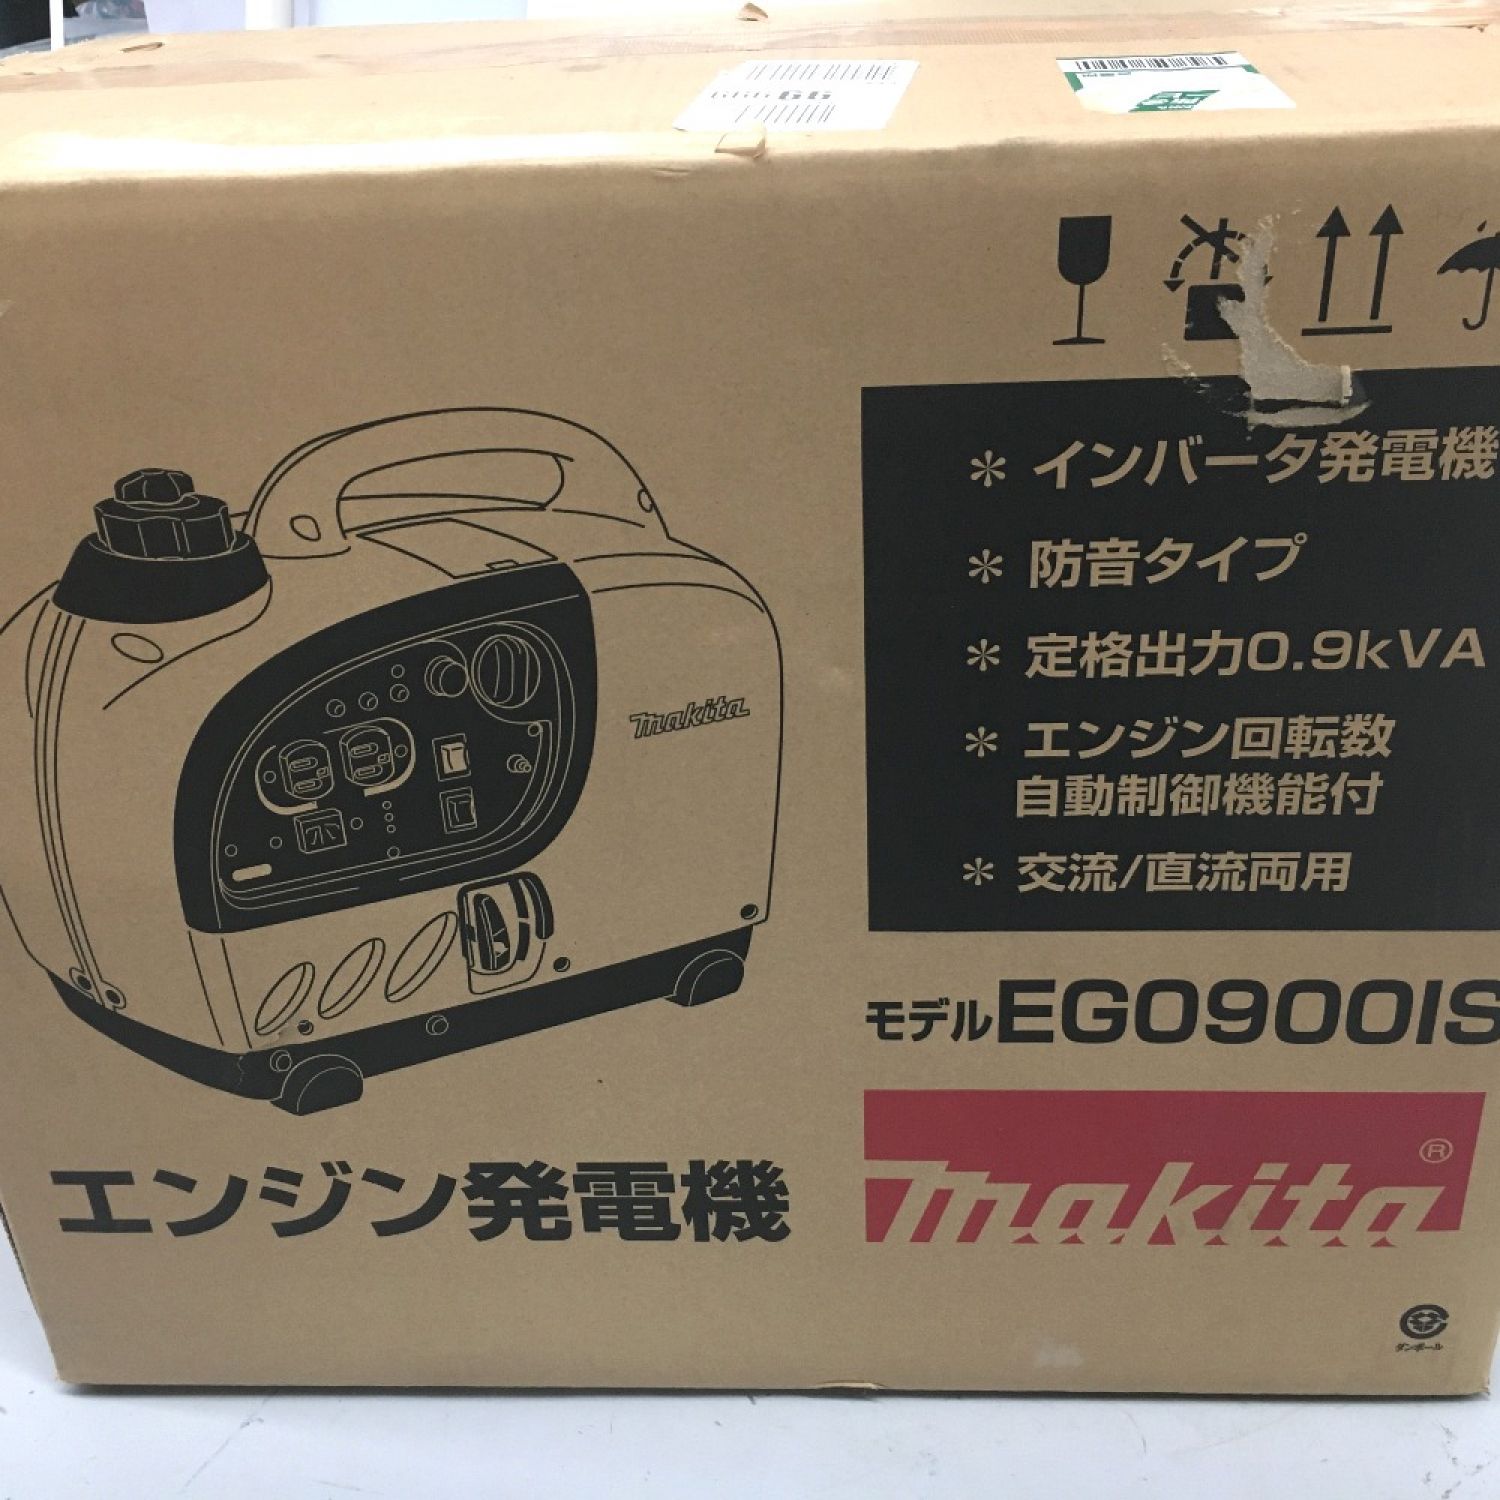 ＊ インバータ発電機
＊ 防音タイプ
＊ 定格出力0.9kVA
＊ エンジン回転数
自動制御機能付
＊ 交流/直流両用
makita
モデルEG0900IS
エンジン発電機
makita®
ダンボール